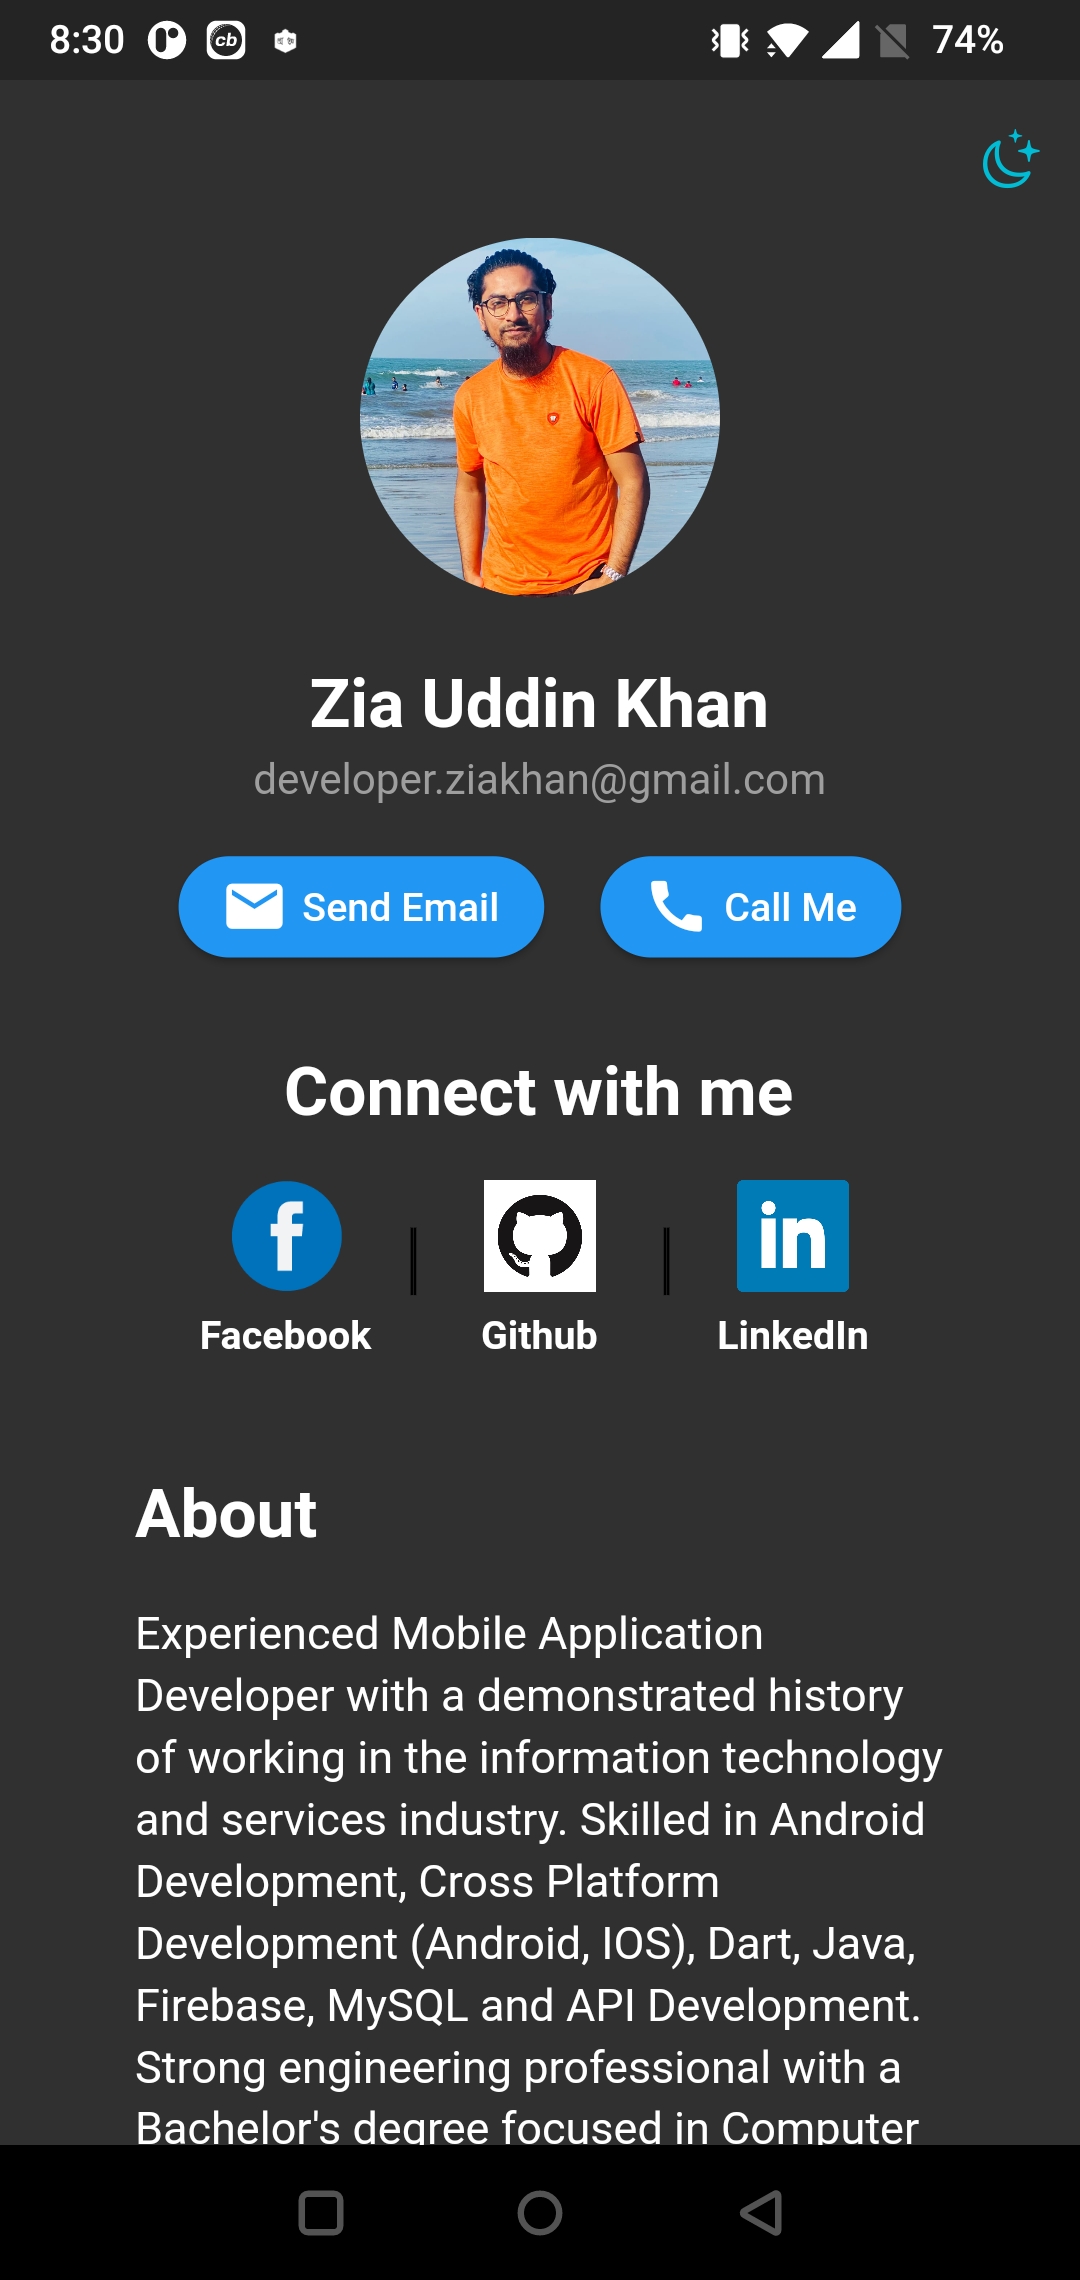 8:30 cb 74%
Zia Uddin Khan
developer.ziakhan@gmail.com
Send Email Call Me
Connect with me
f in
Facebook Github LinkedIn
About
Experienced Mobile Application
Developer with a demonstrated history
of working in the information technology
and services industry. Skilled in Android
Development, Cross Platform
Development (Android, IOS), Dart, Java,
Firebase, MySQL and API Development.
Strong engineering professional with a
Bachelor's degree focused in Computer